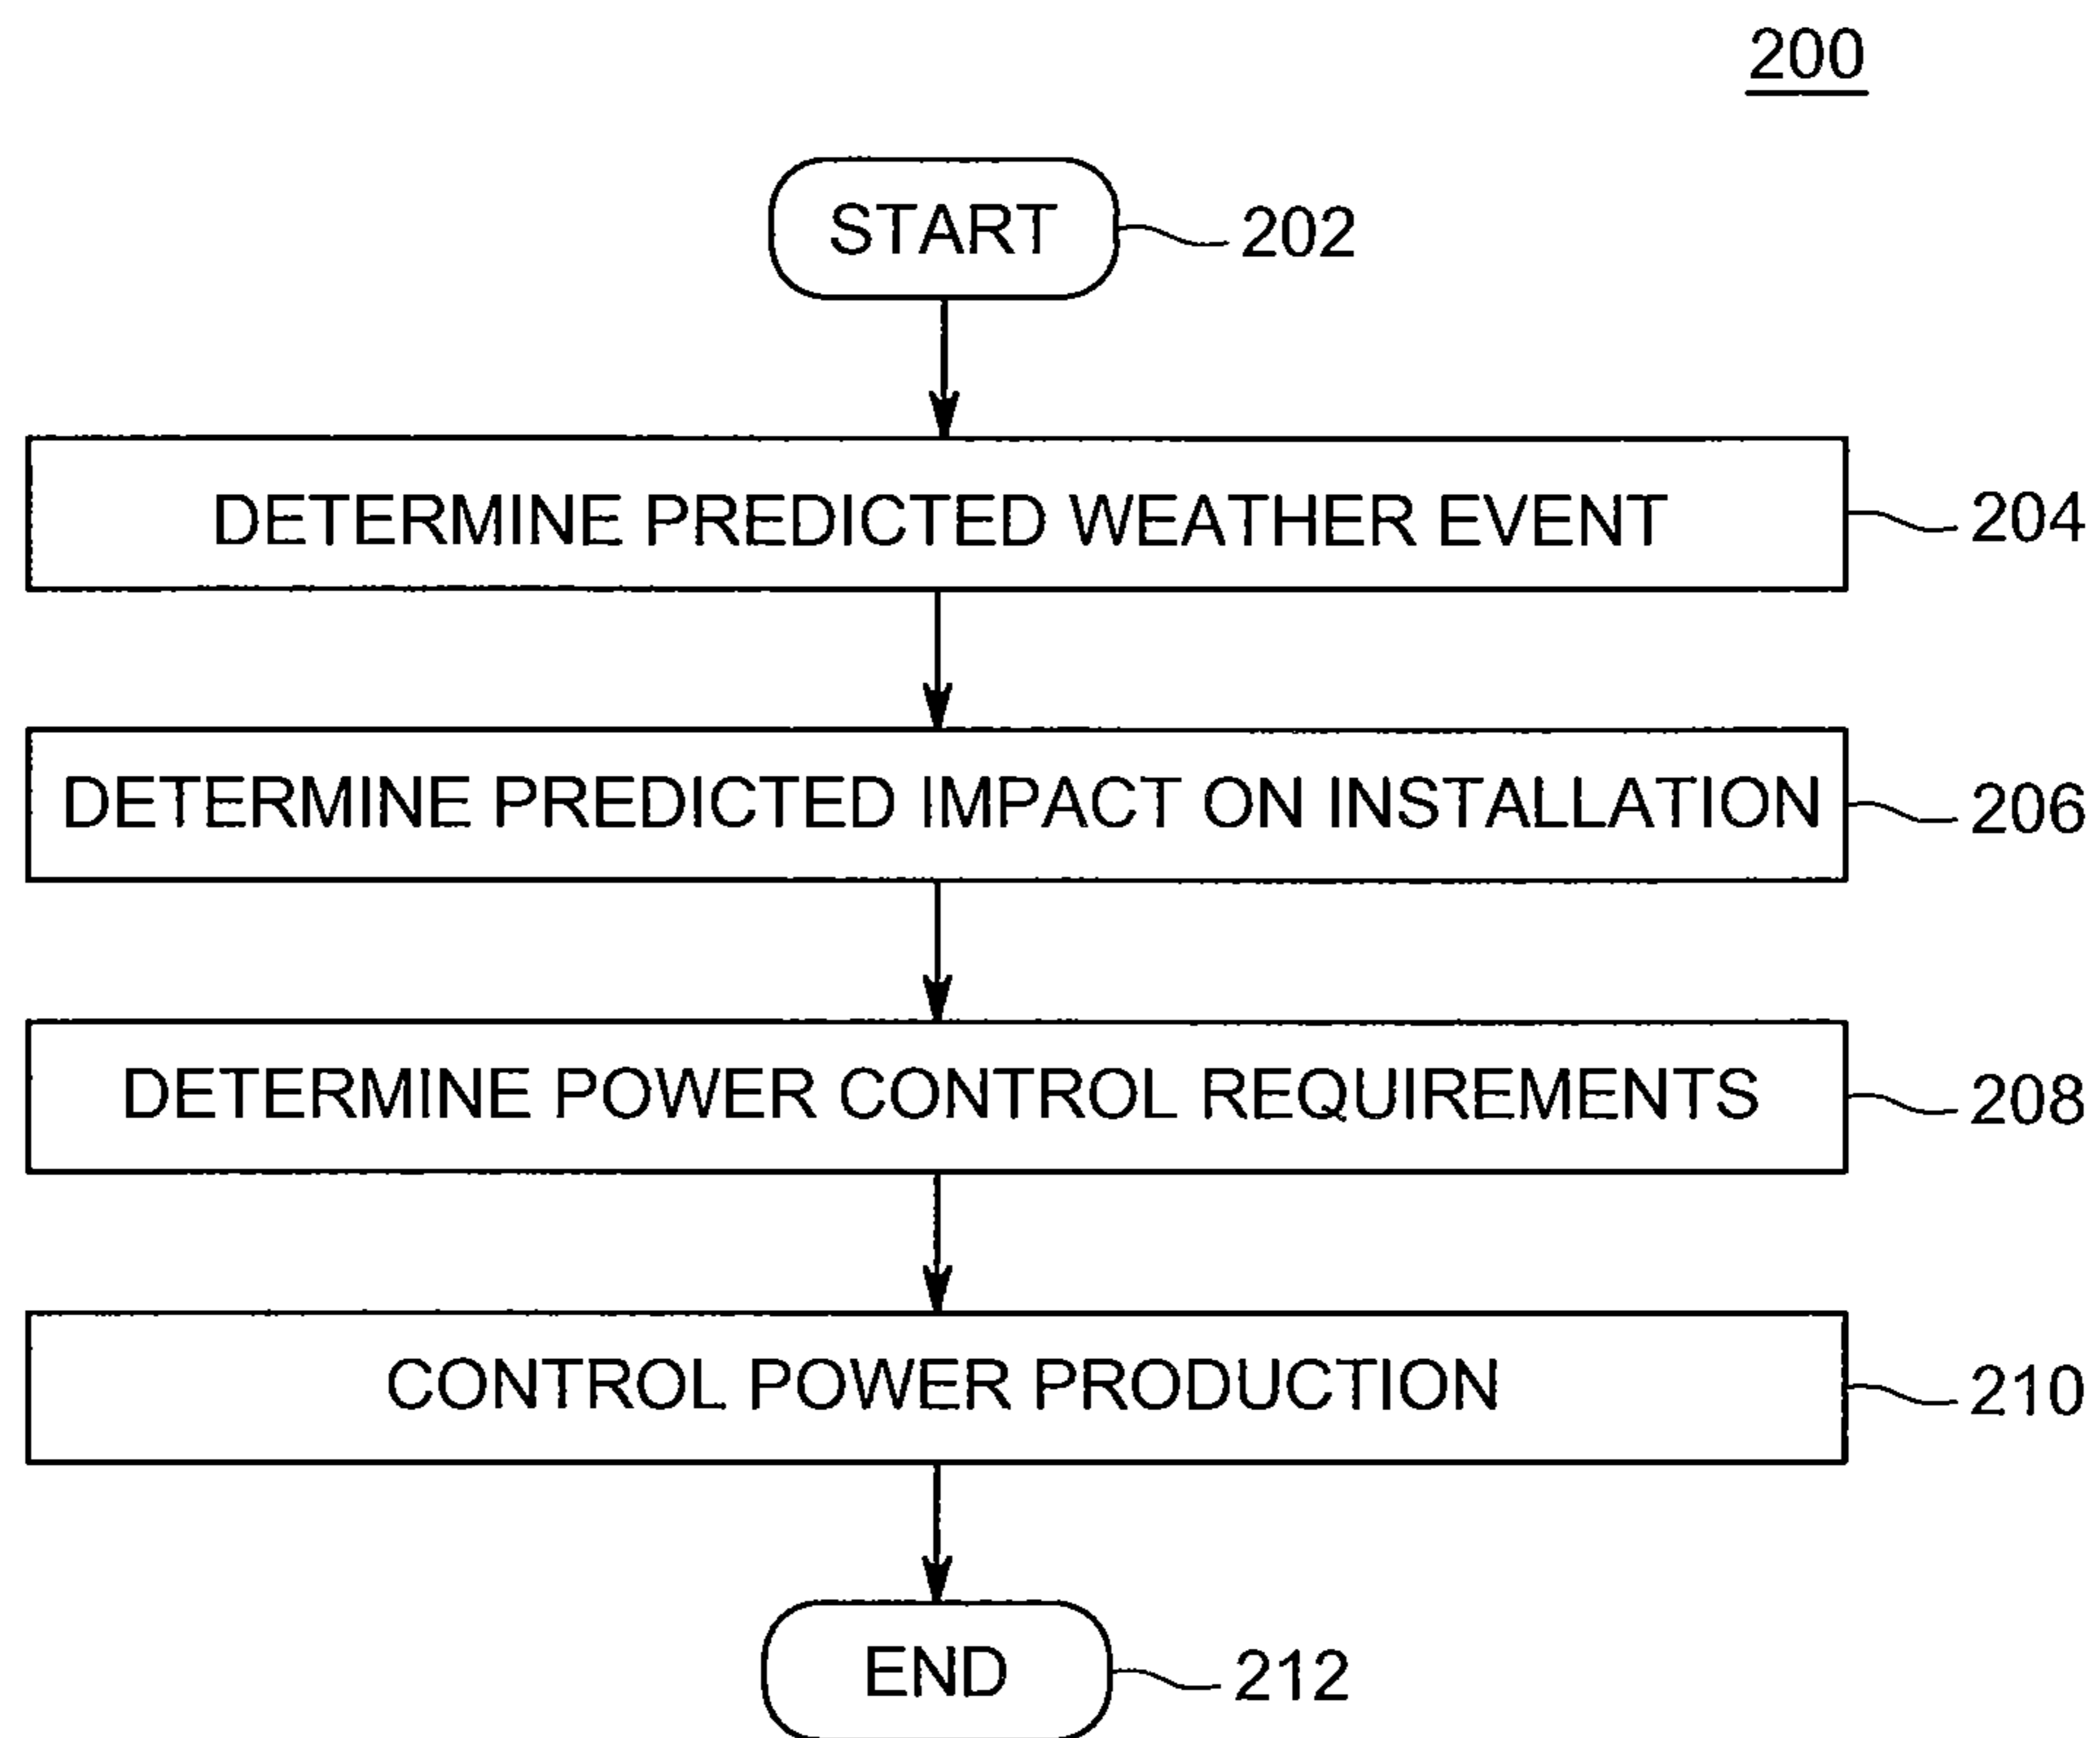 200
START 202
DETERMINE PREDICTED WEATHER EVENT 204
DETERMINE PREDICTED IMPACT ON INSTALLATION 206
DETERMINE POWER CONTROL REQUIREMENTS 208
CONTROL POWER PRODUCTION 210
END 212